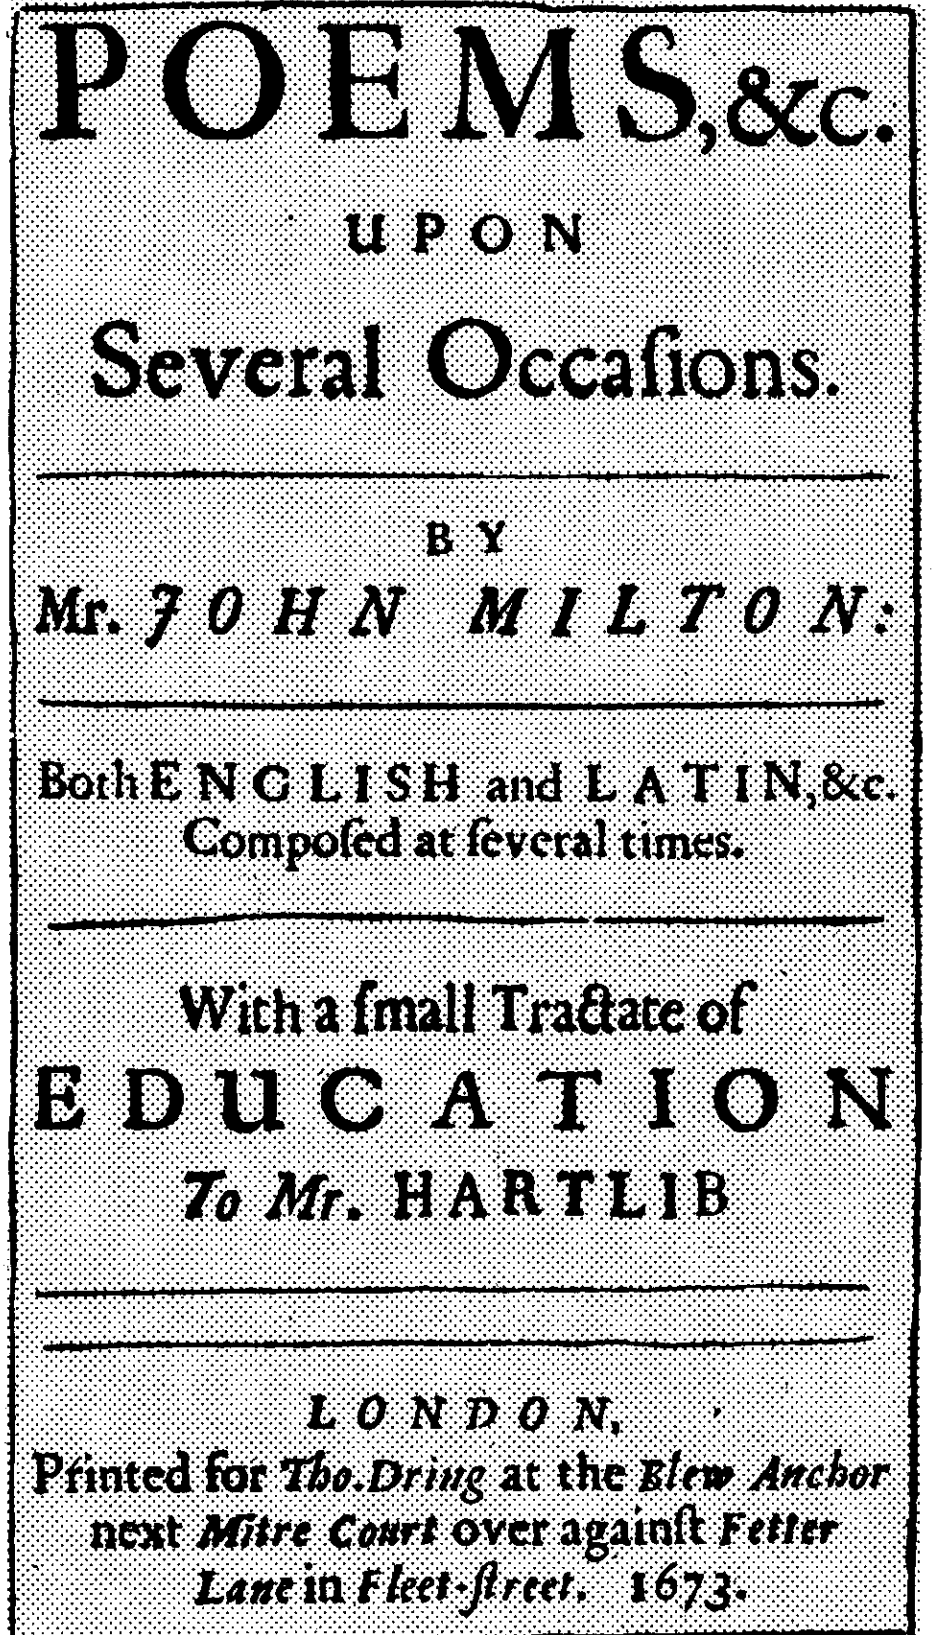 POEMS, &c.
UPON
Several Occaſions.
BY
Mr. JOHN MILTON:
Both ENGLISH and LATIN, &c.
Compoſed at ſeveral times.
With a ſmall Tractate of
EDUCATION
To Mr. HARTLIB
LONDON,
Printed for Tho. Dring at the Blew Anchor
next Mitre Court over againſt Fetter
Lane in Fleet-ſtreet. 1673.